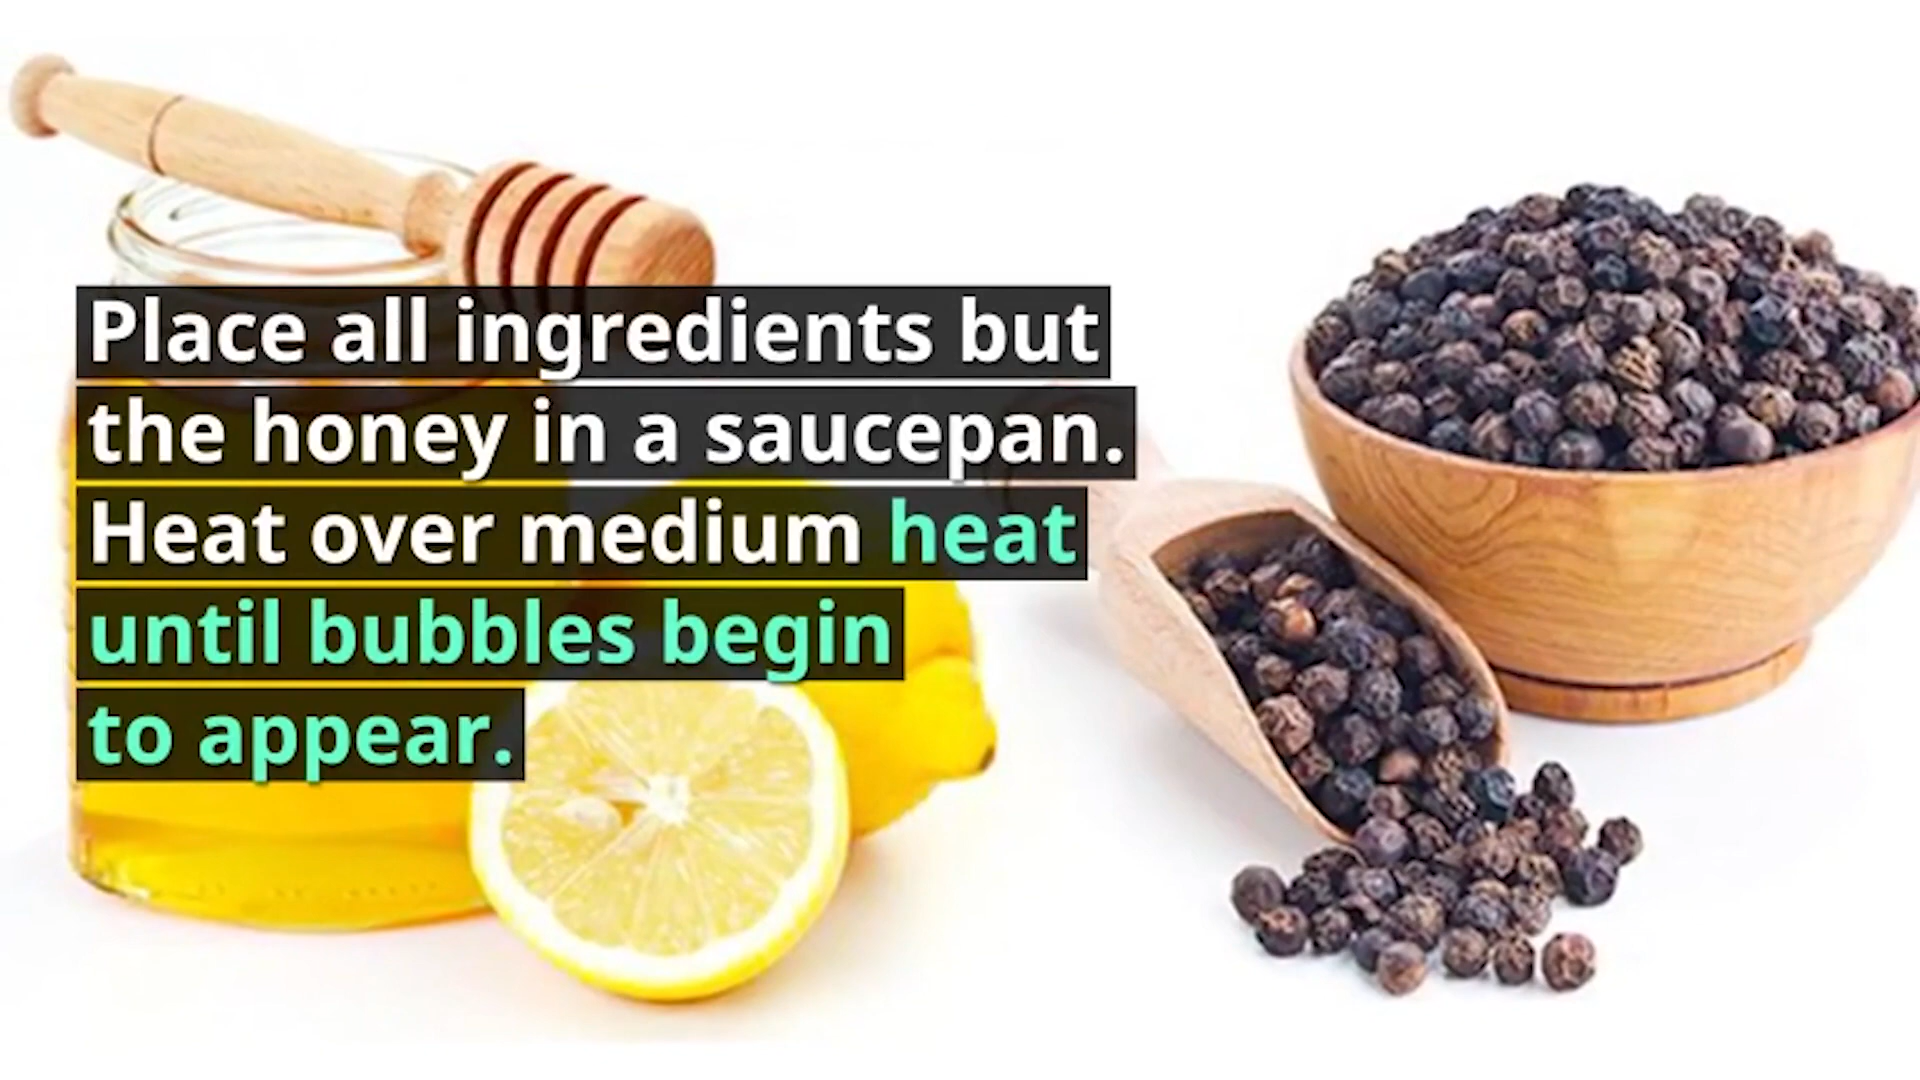 Place all ingredients but
the honey in a saucepan.
Heat over medium heat
until bubbles begin
to appear.